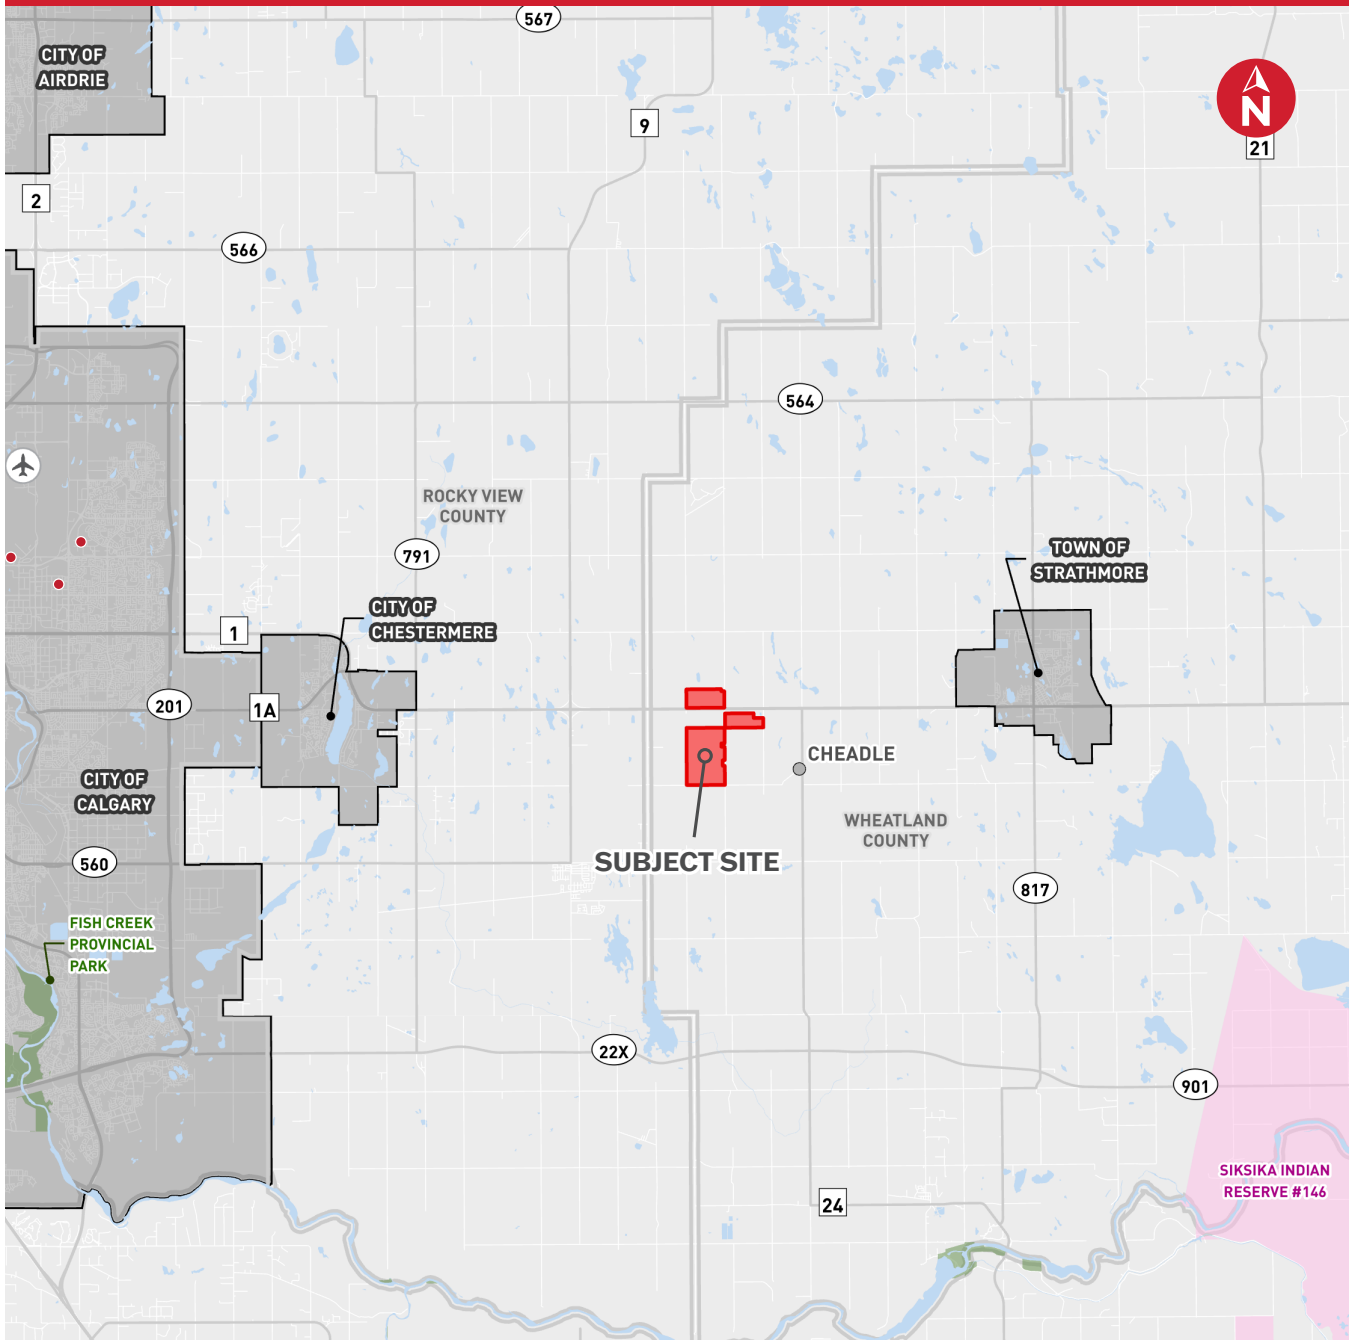 567
CITY OF
AIRDRIE
N
9
21
2
566
564
ROCKY VIEW
COUNTY
791
TOWN OF
STRATHMORE
CITY OF
CHESTERMERE
1
201
1A
CHEADLE
CITY OF
CALGARY
WHEATLAND
COUNTY
SUBJECT SITE
560
817
FISH CREEK
PROVINCIAL
PARK
22X
901
SIKSIKA INDIAN
RESERVE #146
24